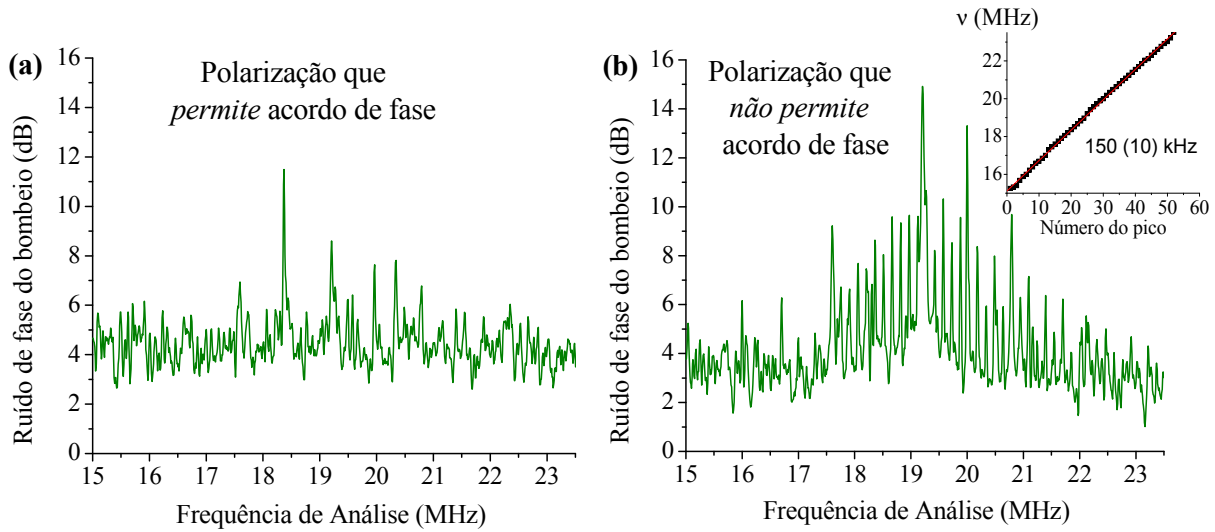 (a)
Polarização que
permite acordo de fase
Ruído de fase do bombeio (dB)
16
14
12
10
8
6
4
2
0
15 16 17 18 19 20 21 22 23
Frequência de Análise (MHz)
(b)
Polarização que
não permite
acordo de fase
Ruído de fase do bombeio (dB)
16
14
12
10
8
6
4
2
0
15 16 17 18 19 20 21 22 23
Frequência de Análise (MHz)
ν (MHz)
22
20
18
16
150 (10) kHz
0 10 20 30 40 50 60
Número do pico